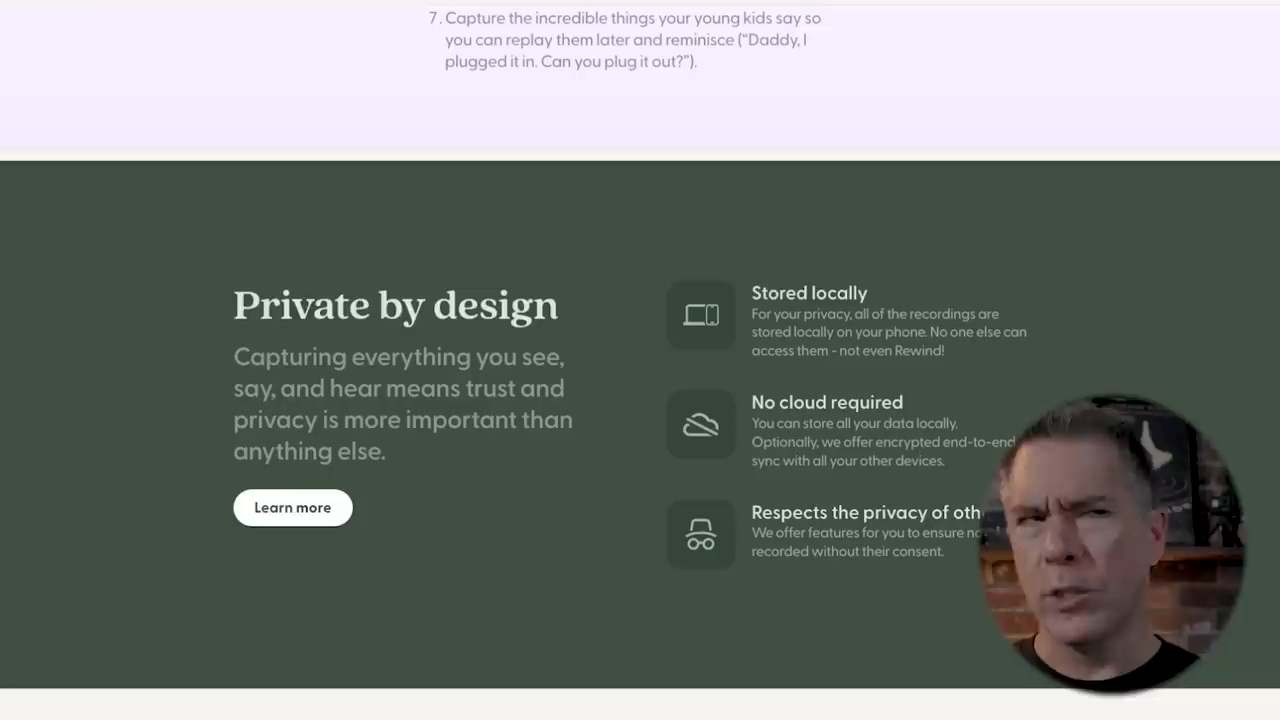 7. Capture the incredible things your young kids say so
you can replay them later and reminisce (“Daddy, I
plugged it in. Can you plug it out?”).
Private by design
Capturing everything you see,
say, and hear means trust and
privacy is more important than
anything else.
Learn more
Stored locally
For your privacy, all of the recordings are
stored locally on your phone. No one else can
access them - not even Rewind!
No cloud required
You can store all your data locally.
Optionally, we offer encrypted end-to-end
sync with all your other devices.
Respects the privacy of
We offer features for you to ensure
recorded without their consent.